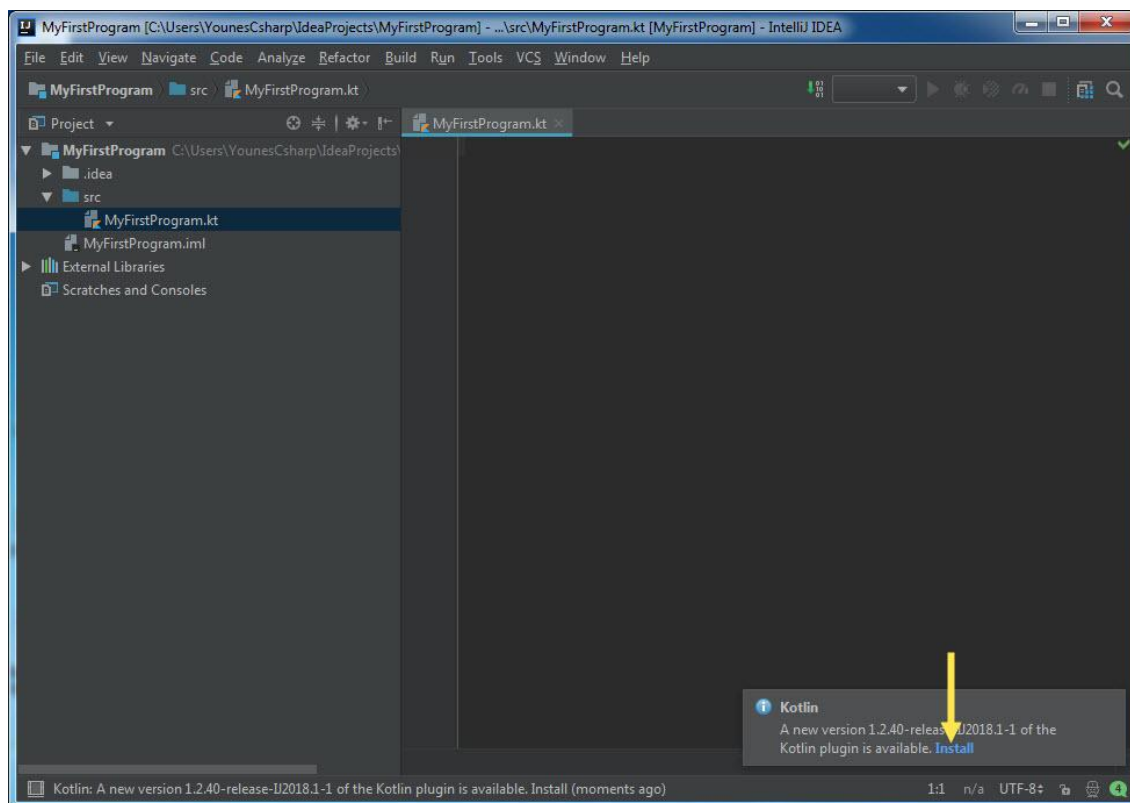 MyFirstProgram [C:\Users\YounesCsharp\IdeaProjects\MyFirstProgram] - ...\src\MyFirstProgram.kt [MyFirstProgram] - IntelliJ IDEA
File Edit View Navigate Code Analyze Refactor Build Run Tools VCS Window Help
MyFirstProgram src MyFirstProgram.kt
Project MyFirstProgram.kt
MyFirstProgram C:\Users\YounesCsharp\IdeaProjects\
.idea
src
MyFirstProgram.kt
MyFirstProgram.iml
External Libraries
Scratches and Consoles
Kotlin
A new version 1.2.40-release-IJ2018.1-1 of the
Kotlin plugin is available. Install
Kotlin: A new version 1.2.40-release-IJ2018.1-1 of the Kotlin plugin is available. Install (moments ago) 1:1 n/a UTF-8 4